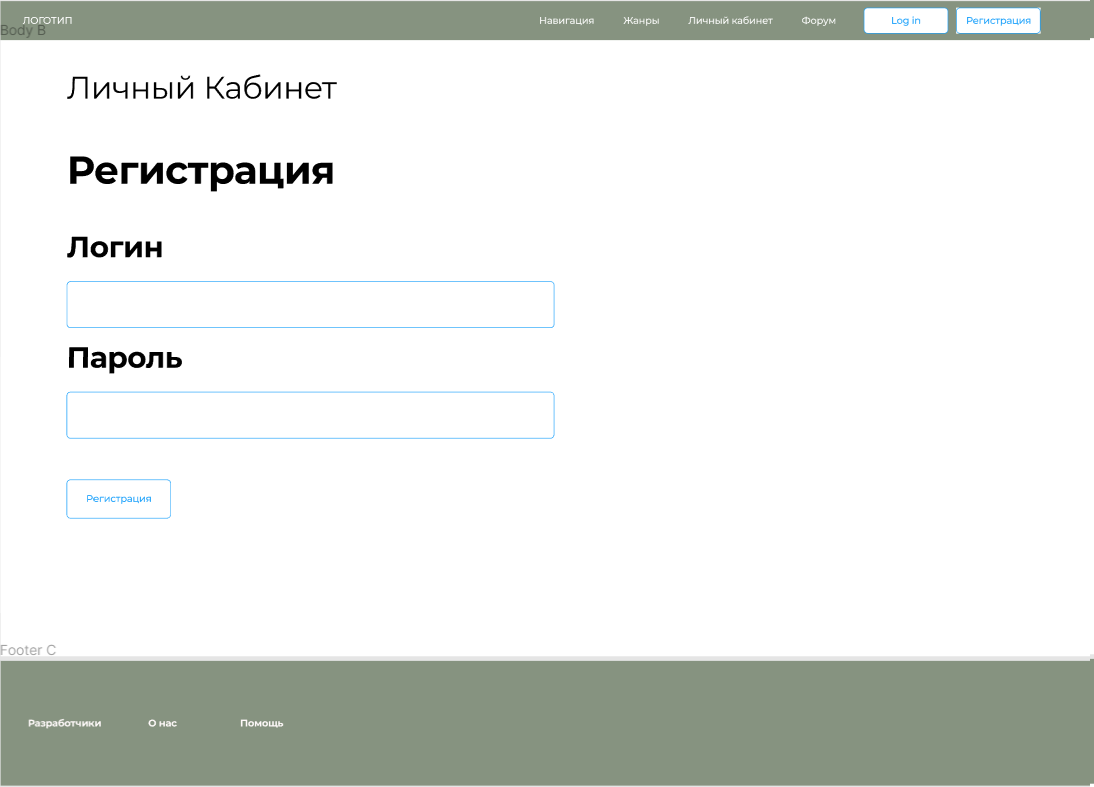 ЛОГОТИП Навигация Жанры Личный кабинет Форум Log in Регистрация
Body B
Личный Кабинет
Регистрация
Логин
Пароль
Регистрация
Footer C
Разработчики О нас Помощь